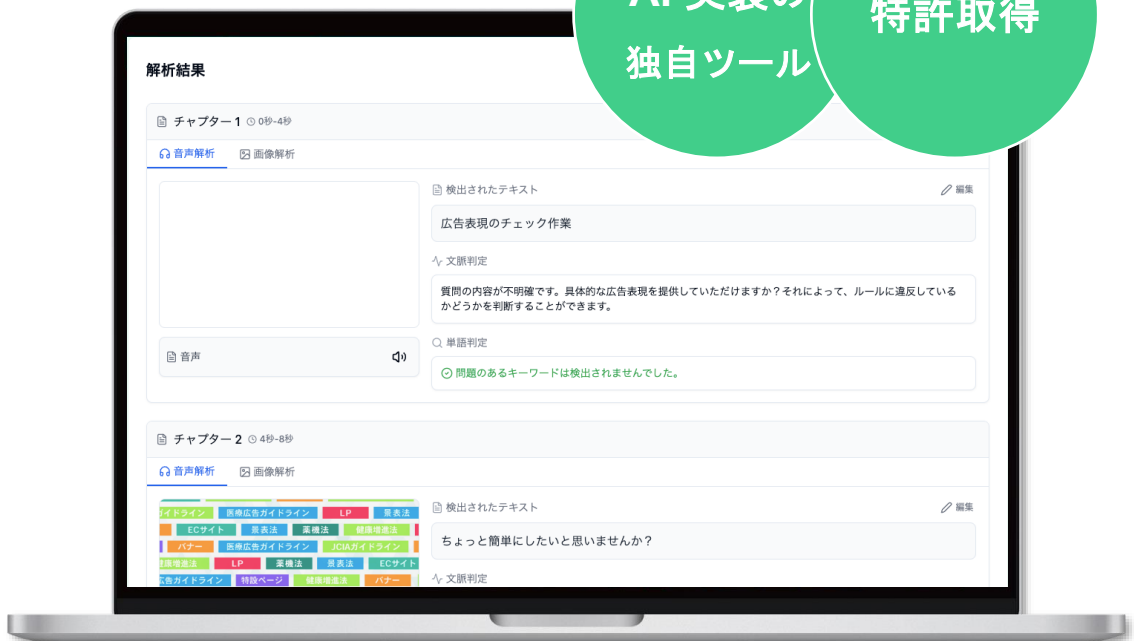 AI実装の
独自ツール
特許取得
解析結果
チャプター 1 0秒-4秒
音声解析 画像解析
検出されたテキスト 編集
広告表現のチェック作業
文脈判定
質問の内容が不明確です。具体的な広告表現を提供していただけますか？それによって、ルールに違反している
かどうかを判断することができます。
音声
単語判定
問題のあるキーワードは検出されませんでした。
チャプター 2 4秒-8秒
音声解析 画像解析
ガイドライン 医療広告ガイドライン LP 景表法
ECサイト 景表法 薬機法 健康増進法
バナー 医療広告ガイドライン JCIAガイドライン
健康増進法 LP 薬機法 景表法 ECサイト
広告ガイドライン 特設ページ 健康増進法 バナー
検出されたテキスト 編集
ちょっと簡単にしたいと思いませんか？
文脈判定